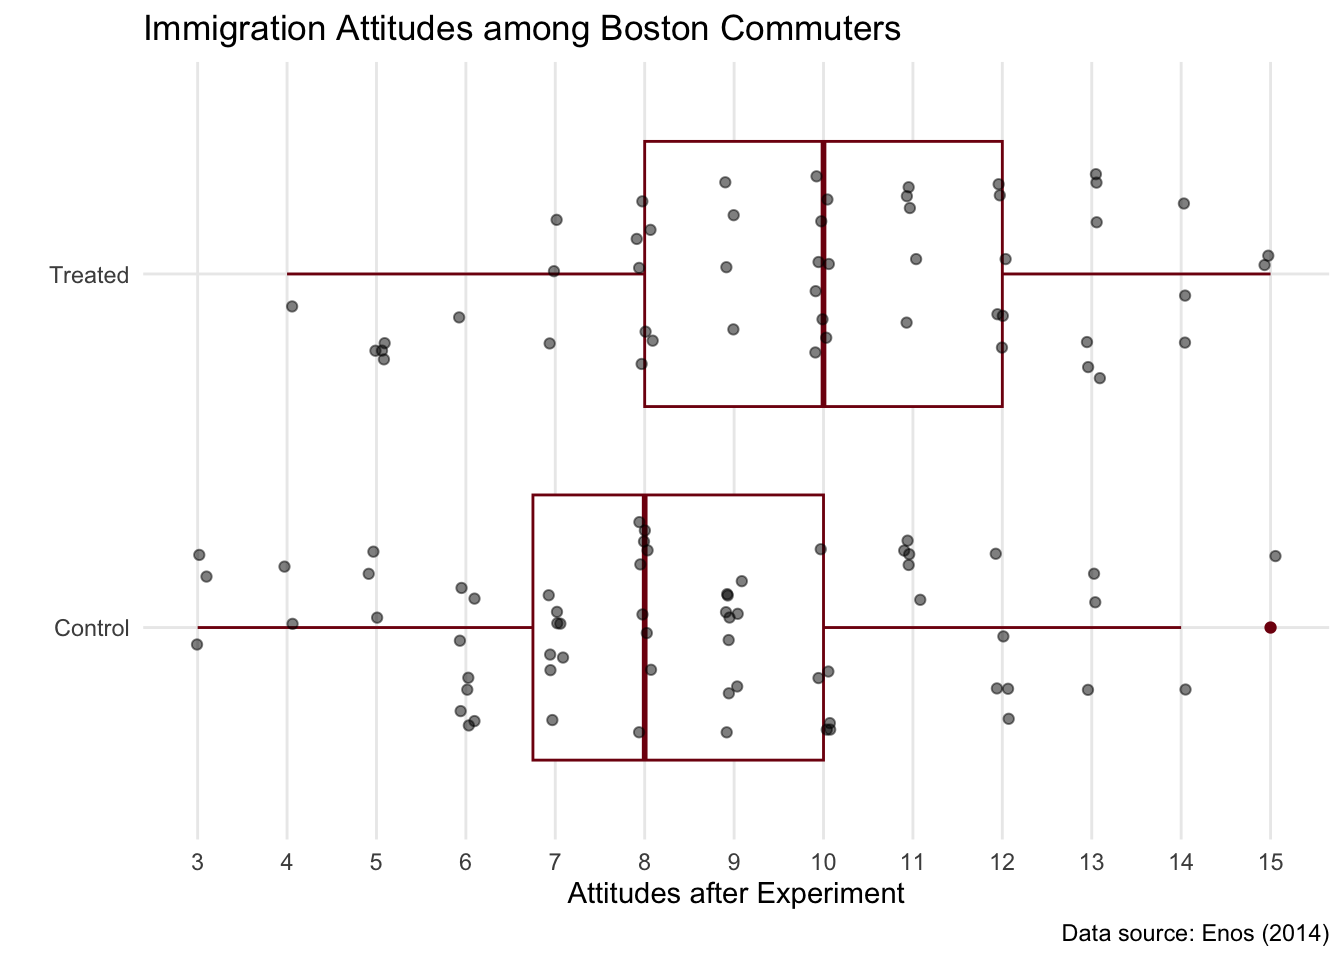 Immigration Attitudes among Boston Commuters
Treated
Control
3 4 5 6 7 8 9 10 11 12 13 14 15
Attitudes after Experiment
Data source: Enos (2014)